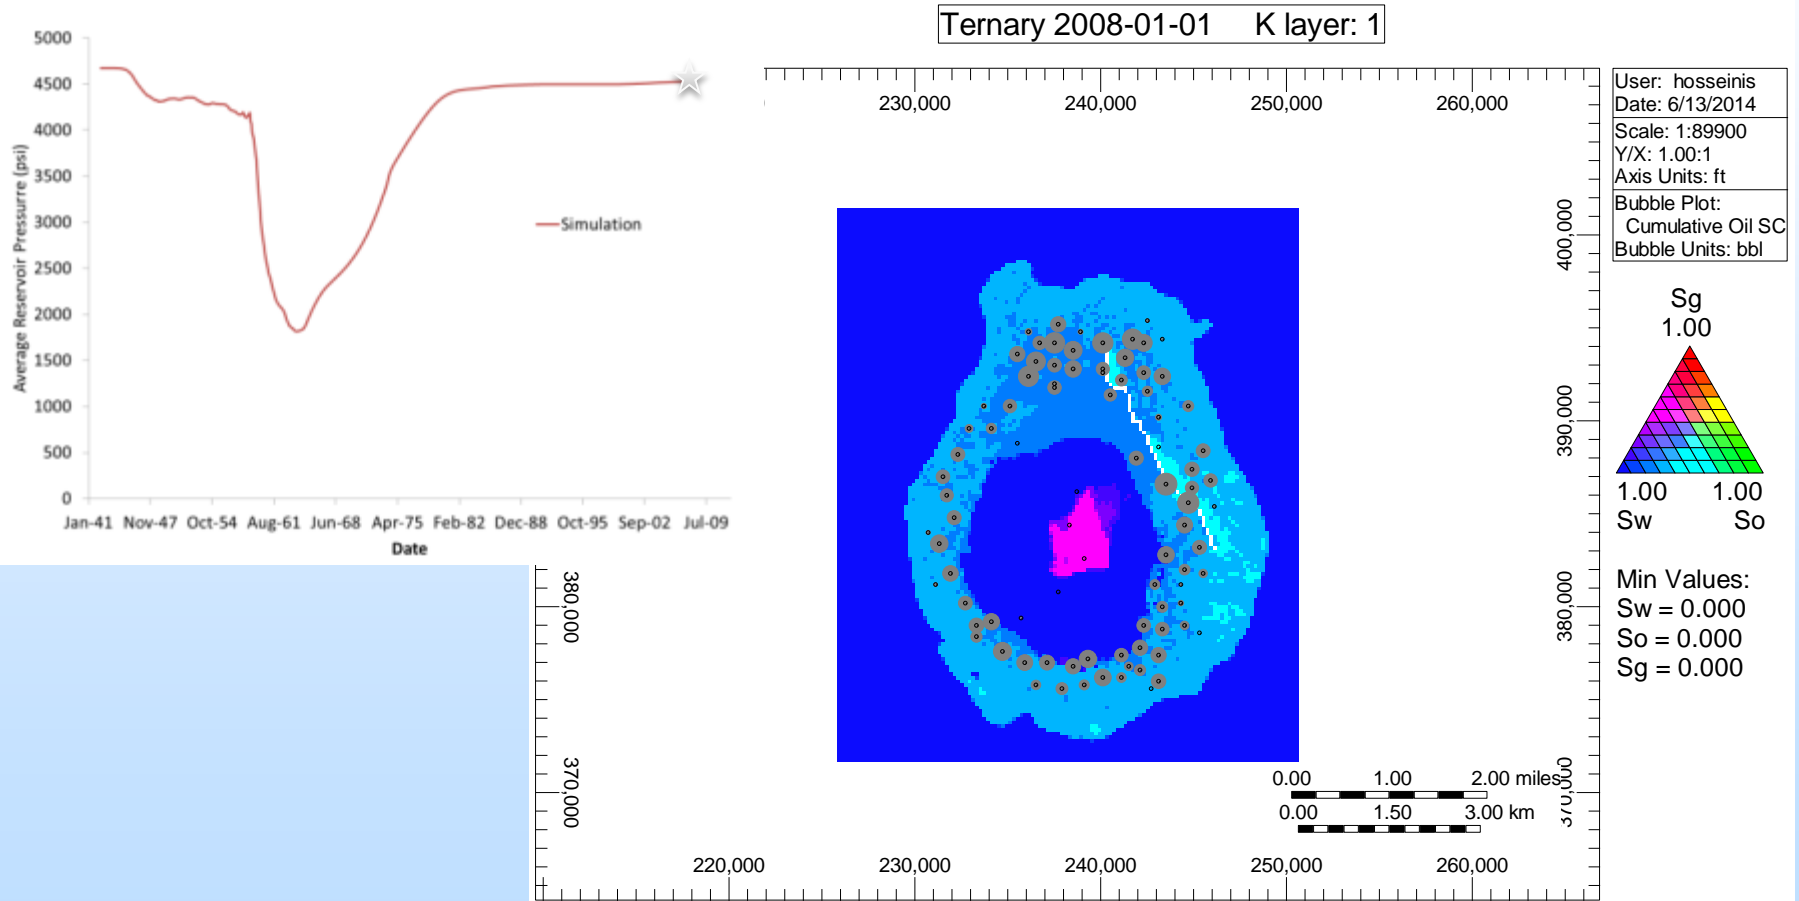 Ternary 2008-01-01 K layer: 1
5000
4500
4000
3500
3000
2500
2000
1500
1000
500
0
Average Reservoir Pressurre (psi)
Simulation
Jan-41 Nov-47 Oct-54 Aug-61 Jun-68 Apr-75 Feb-82 Dec-88 Oct-95 Sep-02 Jul-09
Date
230,000 240,000 250,000 260,000
400,000
390,000
380,000
370,000
380,000
370,000
220,000 230,000 240,000 250,000 260,000
0.00 1.00 2.00 miles
0.00 1.50 3.00 km
User: hosseinis
Date: 6/13/2014
Scale: 1:89900
Y/X: 1.00:1
Axis Units: ft
Bubble Plot:
Cumulative Oil SC
Bubble Units: bbl
Sg
1.00
1.00 1.00
Sw So
Min Values:
Sw = 0.000
So = 0.000
Sg = 0.000